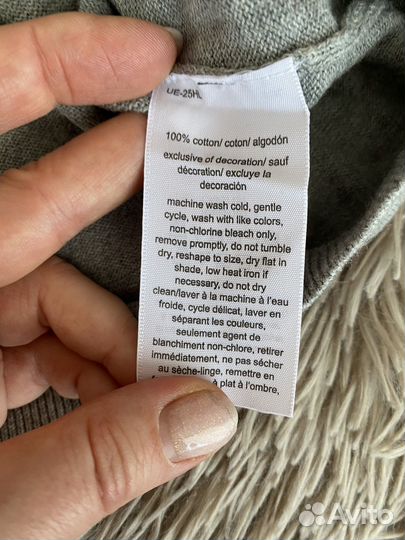 UE-25HL
100% cotton/ coton/ algodón
exclusive of decoration/ sauf
décoration/ excluye la
decoración
machine wash cold, gentle
cycle, wash with like colors,
non-chlorine bleach only,
remove promptly, do not tumble
dry, reshape to size, dry flat in
shade, low heat iron if
necessary, do not dry
clean/laver à la machine à l'eau
froide, cycle délicat, laver en
séparant les couleurs,
seulement agent de
blanchiment non-chlore, retirer
immédiatement, ne pas sécher
au sèche-linge, remettre en
à plat à l'ombre,
Avito